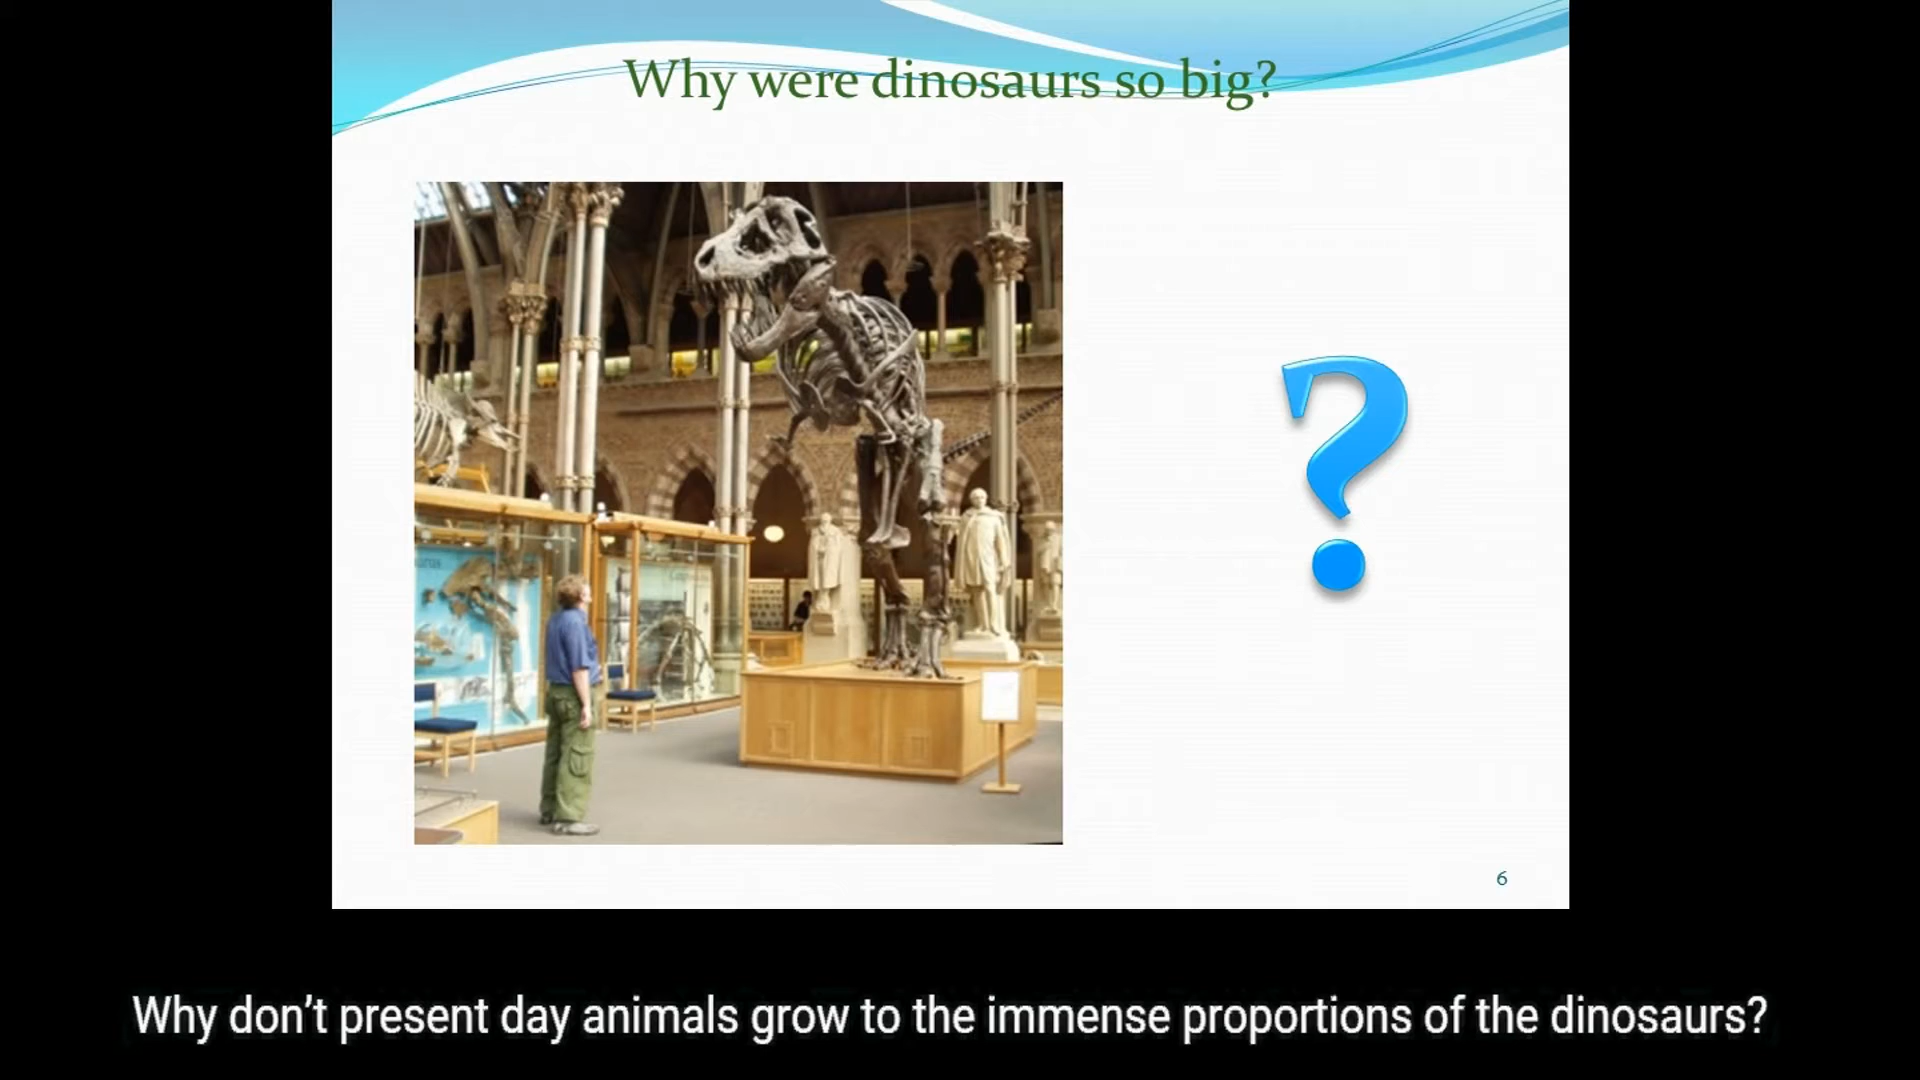 Why were dinosaurs so big?
?
6
Why don't present day animals grow to the immense proportions of the dinosaurs?